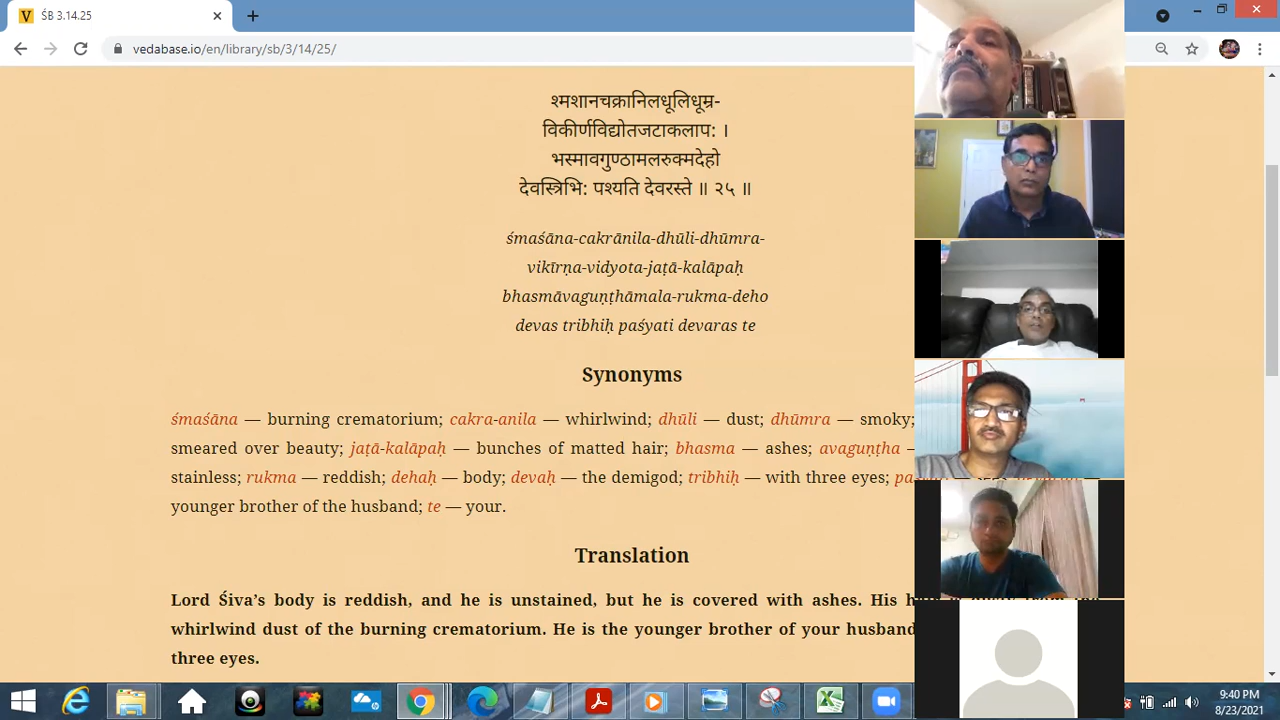 ŚB 3.14.25
vedabase.io/en/library/sb/3/14/25/
श्मशानचक्रानिलधूलिधूम्र-
विकीर्णविद्योतजटाकलाप: ।
भस्मावगुण्ठामलरुक्मदेहो
देवस्त्रिभि: पश्यति देवरस्ते ॥ २५ ॥
śmaśāna-cakrānila-dhūli-dhūmra-
vikīrṇa-vidyota-jaṭā-kalāpaḥ
bhasmāvaguṇṭhāmala-rukma-deho
devas tribhiḥ paśyati devaras te
Synonyms
śmaśāna — burning crematorium; cakra-anila — whirlwind; dhūli — dust; dhūmra — smoky;
smeared over beauty; jaṭā-kalāpaḥ — bunches of matted hair; bhasma — ashes; avaguṇṭha —
stainless; rukma — reddish; dehaḥ — body; devaḥ — the demigod; tribhiḥ — with three eyes;
younger brother of the husband; te — your.
Translation
Lord Śiva’s body is reddish, and he is unstained, but he is covered with ashes. His
whirlwind dust of the burning crematorium. He is the younger brother of your husband
three eyes.
9:40 PM
8/23/2021